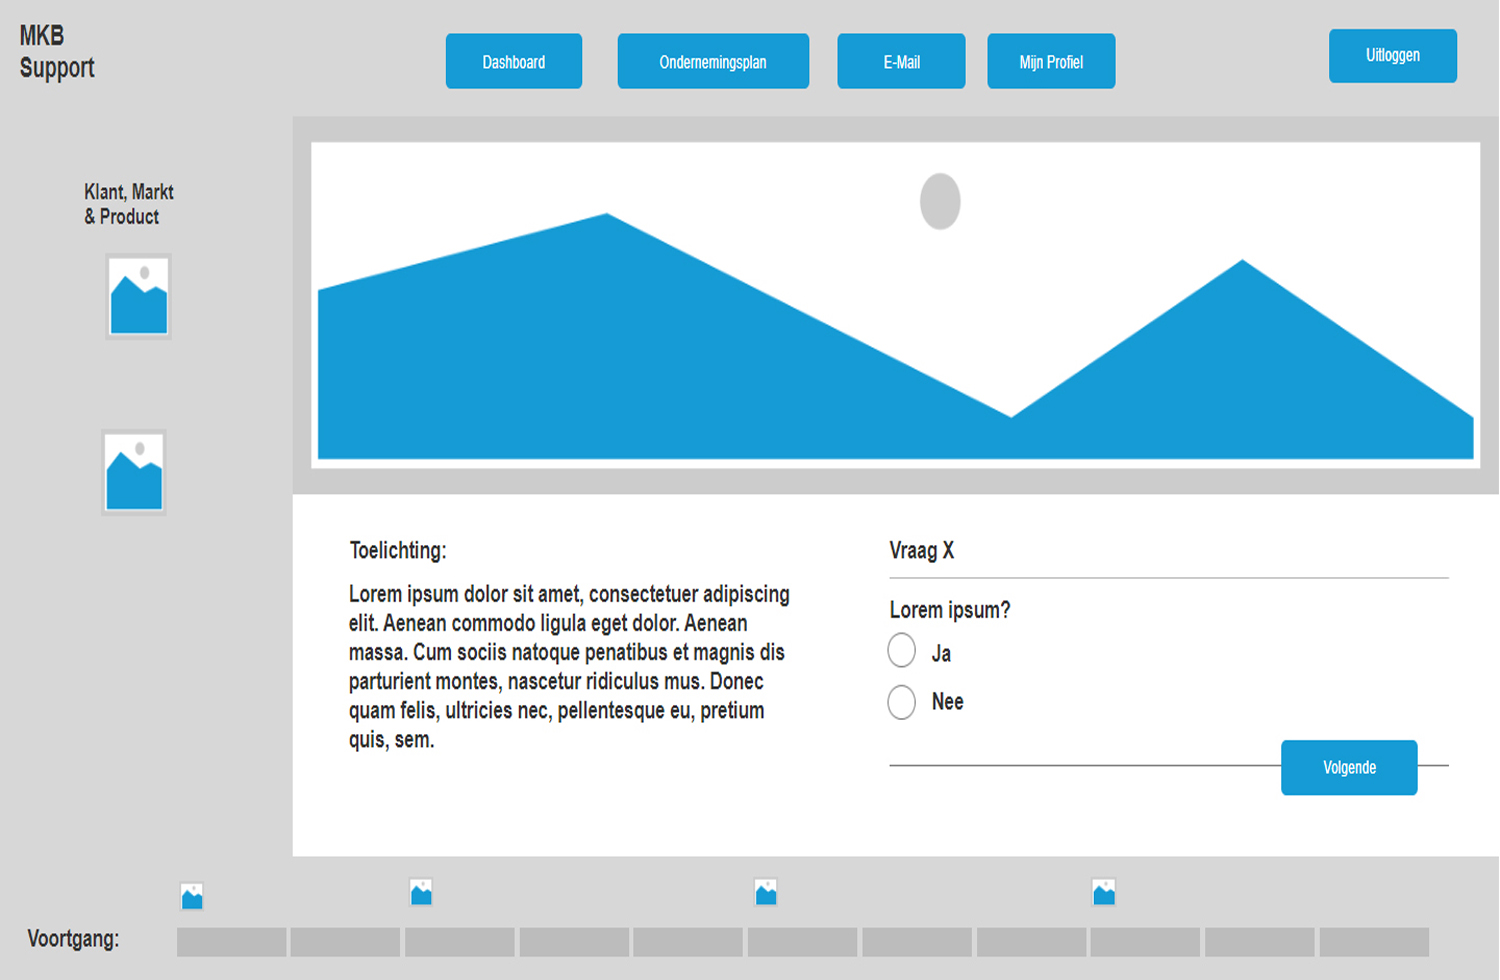 MKB
Support
Dashboard
Ondernemingsplan
E-Mail
Mijn Profiel
Uitloggen
Klant, Markt
& Product
Toelichting:
Lorem ipsum dolor sit amet, consectetuer adipiscing
elit. Aenean commodo ligula eget dolor. Aenean
massa. Cum sociis natoque penatibus et magnis dis
parturient montes, nascetur ridiculus mus. Donec
quam felis, ultricies nec, pellentesque eu, pretium
quis, sem.
Vraag X
Lorem ipsum?
Ja
Nee
Volgende
Voortgang: